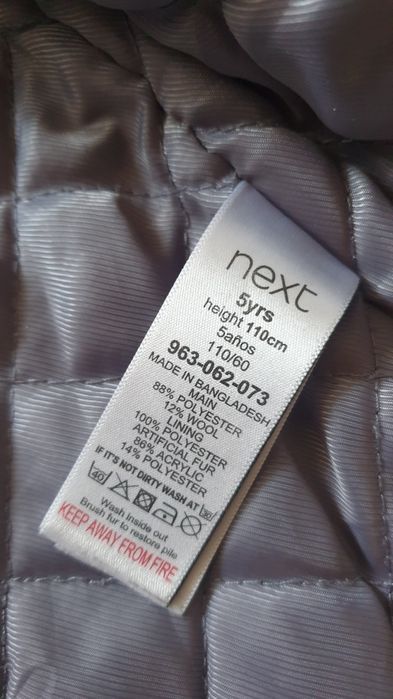 next
5yrs
height 110cm
5años
110/60
963-062-073
MADE IN BANGLADESH
MAIN
88% POLYESTER
12% WOOL
LINING
100% POLYESTER
ARTIFICIAL FUR
86% ACRYLIC
14% POLYESTER
IF IT'S NOT DIRTY WASH AT 30
40
Wash inside out
Brush fur to restore pile
KEEP AWAY FROM FIRE